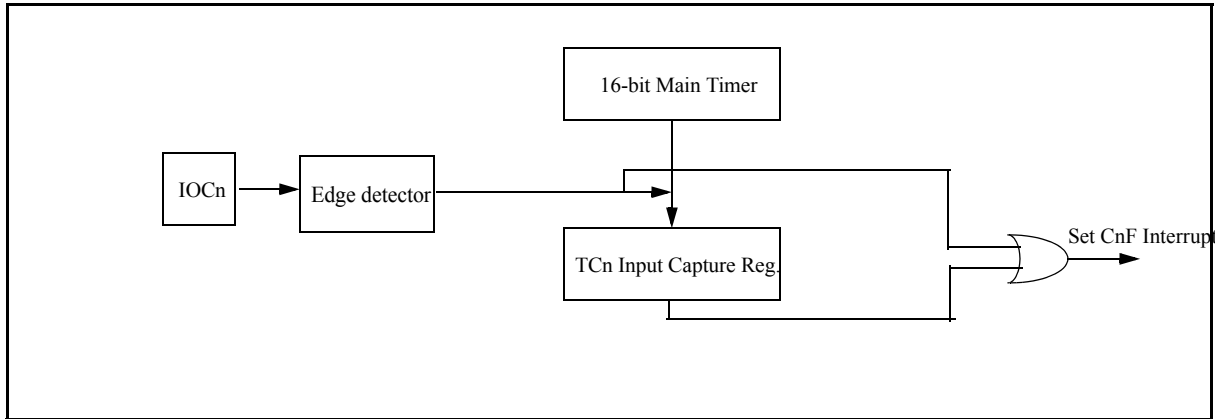 16-bit Main Timer
IOCn
Edge detector
TCn Input Capture Reg.
Set CnF Interrupt